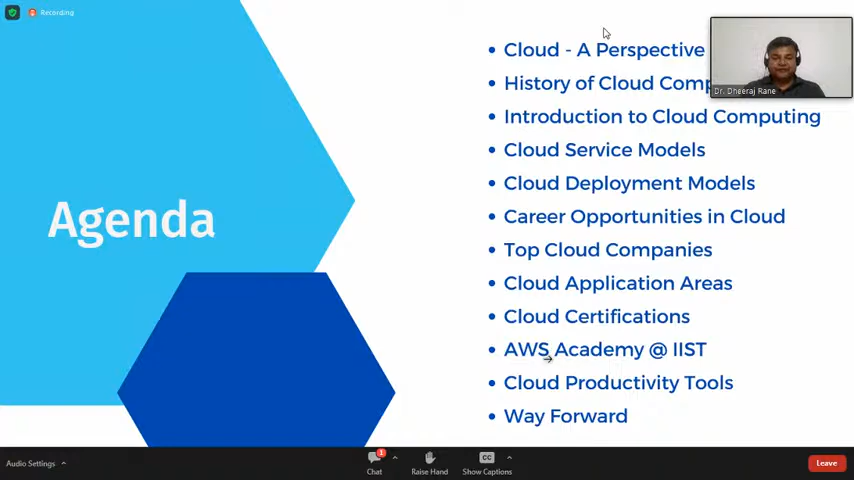 Recording
Agenda
• Cloud - A Perspective
• History of Cloud Comp
• Introduction to Cloud Computing
• Cloud Service Models
• Cloud Deployment Models
• Career Opportunities in Cloud
• Top Cloud Companies
• Cloud Application Areas
• Cloud Certifications
• AWS Academy @ IIST
• Cloud Productivity Tools
• Way Forward
Dr. Dheeraj Rane
Audio Settings
1
Chat
Raise Hand
CC
Show Captions
Leave